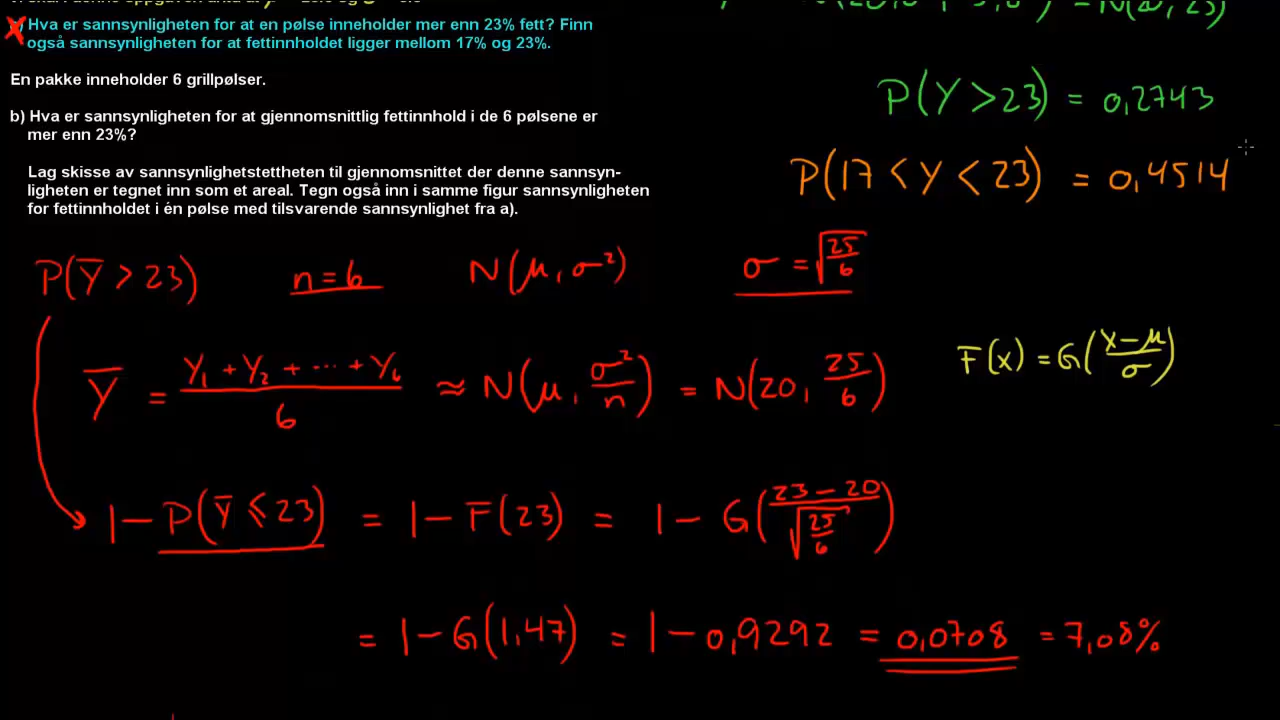 a) Hva er sannsynligheten for at en pølse inneholder mer enn 23% fett? Finn
også sannsynligheten for at fettinnholdet ligger mellom 17% og 23%.
En pakke inneholder 6 grillpølser.
b) Hva er sannsynligheten for at gjennomsnittlig fettinnhold i de 6 pølsene er
mer enn 23%?
Lag skisse av sannsynlighetstettheten til gjennomsnittet der denne sannsyn-
ligheten er tegnet inn som et areal. Tegn også inn i samme figur sannsynligheten
for fettinnholdet i én pølse med tilsvarende sannsynlighet fra a).
P(Y > 23) = 0,2743
P(17 < Y < 23) = 0,4514
P(Y̅ > 23) n = 6 N(μ, σ²) σ = √(25/6)
Y̅ = (Y₁ + Y₂ + ... + Y₆)/6 ≈ N(μ, σ²/n) = N(20, 25/6)
F(x) = G((x-μ)/σ)
1 - P(Y̅ ≤ 23) = 1 - F(23) = 1 - G((23-20)/√(25/6))
= 1 - G(1,47) = 1 - 0,9292 = 0,0708 = 7,08%